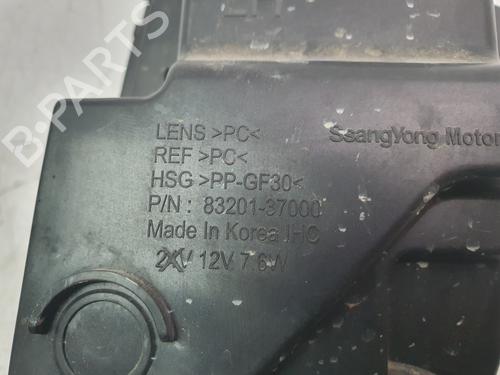 LENS >PC<
SsangYong Motor
REF >PC<
HSG >PP-GF30<
P/N : 83201-37000
Made In Korea IHC
12V 7.6W
B-PARTS